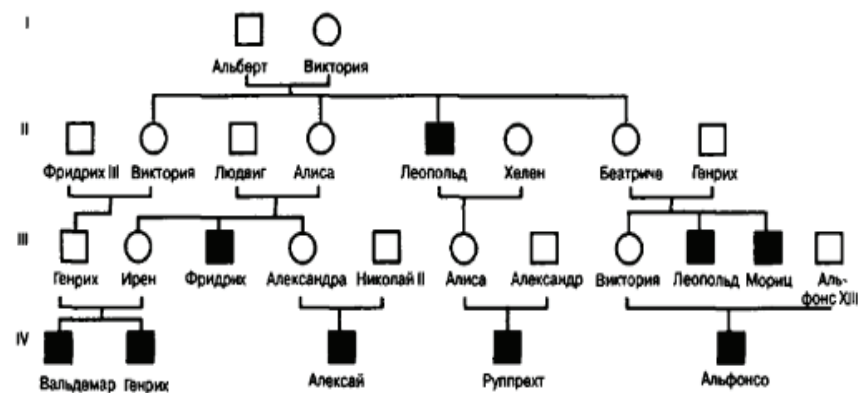 I
Альберт Виктория
II
Фридрих III Виктория Людвиг Алиса Леопольд Хелен Беатриче Генрих
III
Генрих Ирен Фридрих Александра Николай II Алиса Александр Виктория Леопольд Мориц Аль-
фонс XIII
IV
Вальдемар Генрих Алексай Руппрехт Альфонсо